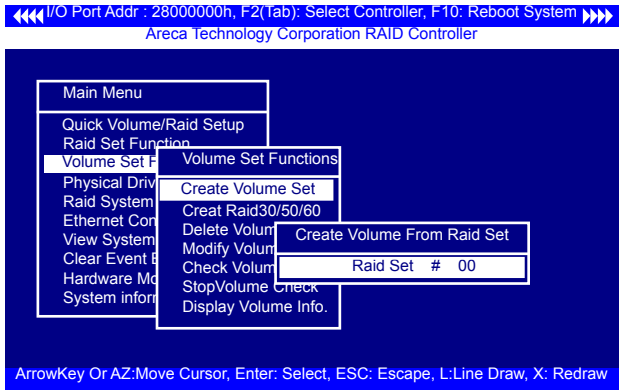 I/O Port Addr : 28000000h, F2(Tab): Select Controller, F10: Reboot System
Areca Technology Corporation RAID Controller
Main Menu
Quick Volume/Raid Setup
Raid Set Function
Volume Set F
Physical Driv
Raid System
Ethernet Con
View System
Clear Event
Hardware Mo
System inform
Volume Set Functions
Create Volume Set
Creat Raid30/50/60
Delete Volum
Modify Volum
Check Volum
StopVolume Check
Display Volume Info.
Create Volume From Raid Set
Raid Set # 00
ArrowKey Or AZ:Move Cursor, Enter: Select, ESC: Escape, L:Line Draw, X: Redraw